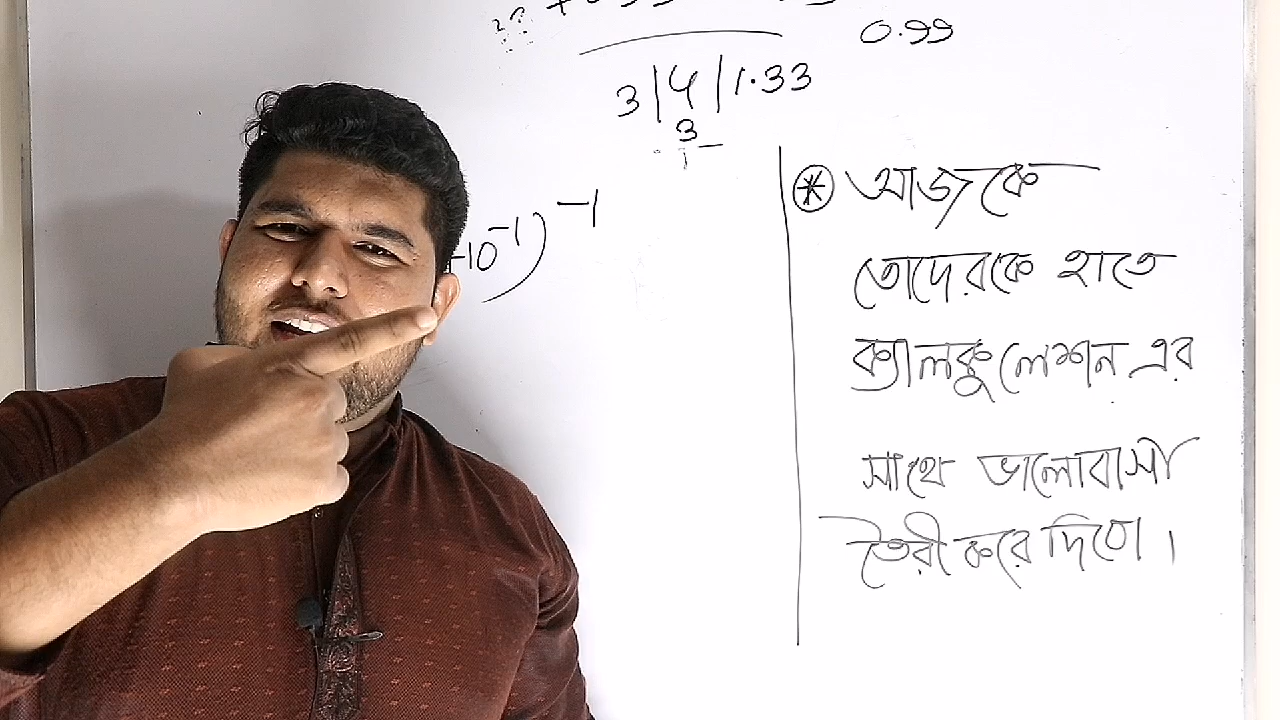 0.99
3|4|1.33
3
10⁻¹)⁻¹
⊛ আজকে
তোদেরকে হাতে
ক্যালকুলেশন এর
সাথে ভালোবাসা
তৈরী করে দিবো।